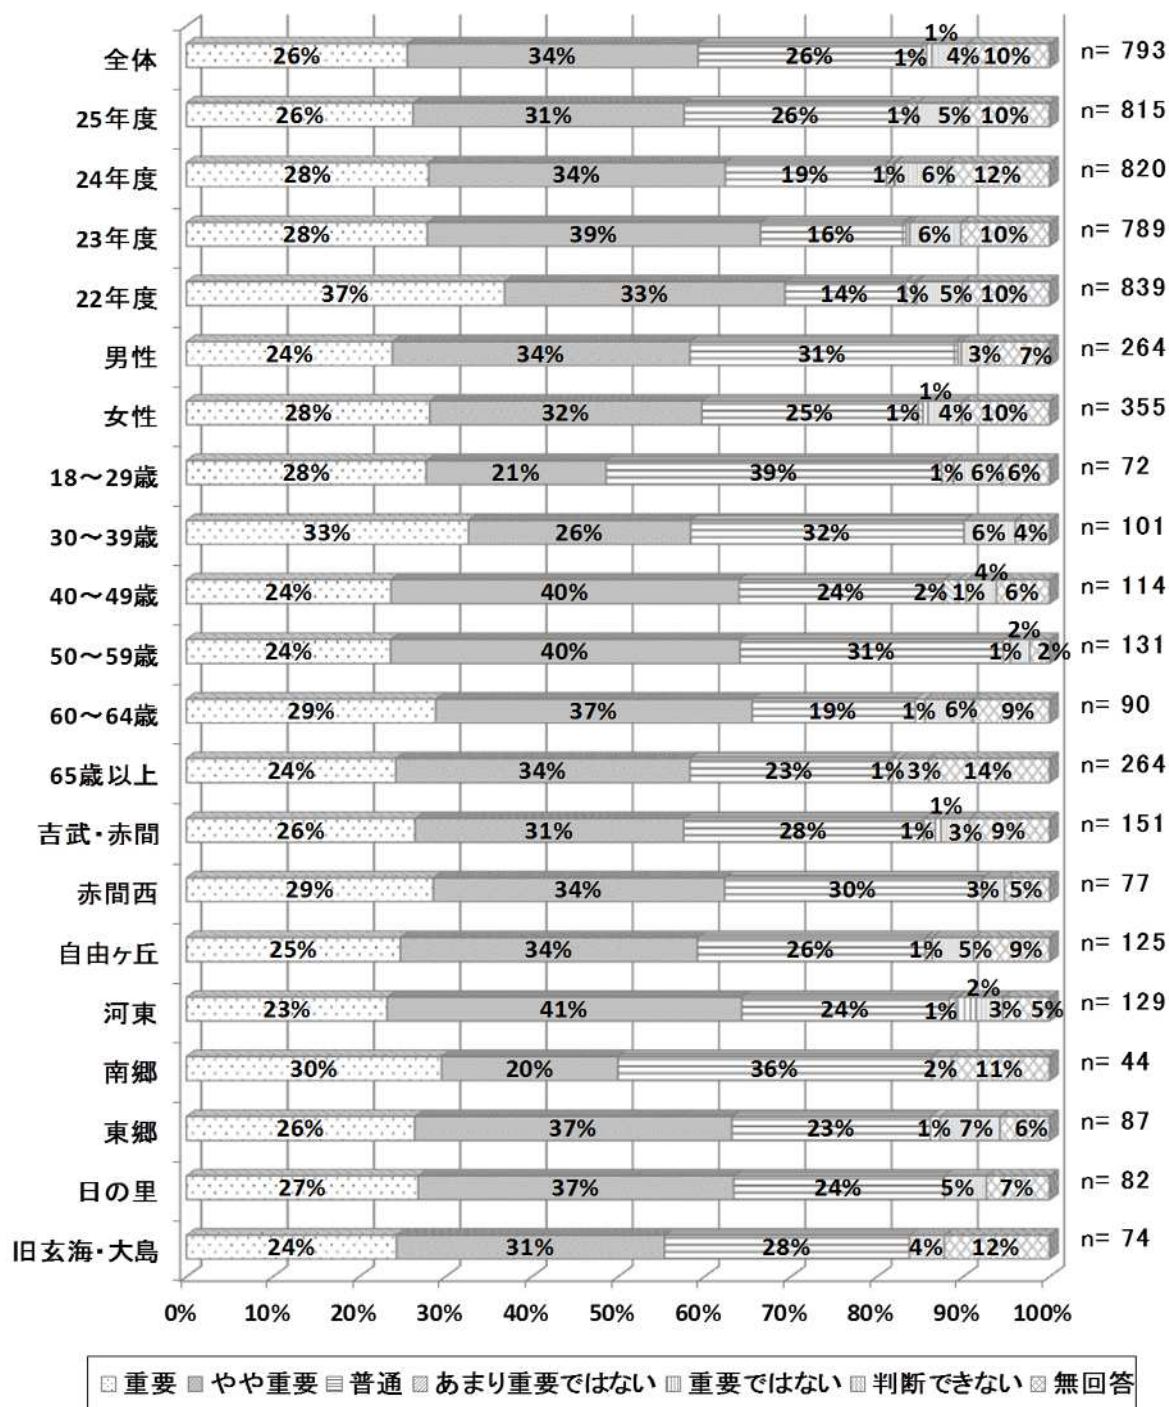 1%
全体 26% 34% 26% 1% 4% 10% n= 793
25年度 26% 31% 26% 1% 5% 10% n= 815
24年度 28% 34% 19% 1% 6% 12% n= 820
23年度 28% 39% 16% 6% 10% n= 789
22年度 37% 33% 14% 1% 5% 10% n= 839
男性 24% 34% 31% 3% 7% n= 264
1%
女性 28% 32% 25% 1% 4% 10% n= 355
18～29歳 28% 21% 39% 1% 6% 6% n= 72
30～39歳 33% 26% 32% 6% 4% n= 101
4%
40～49歳 24% 40% 24% 2% 1% 6% n= 114
2%
50～59歳 24% 40% 31% 1% 2% n= 131
60～64歳 29% 37% 19% 1% 6% 9% n= 90
65歳以上 24% 34% 23% 1% 3% 14% n= 264
1%
吉武・赤間 26% 31% 28% 1% 3% 9% n= 151
赤間西 29% 34% 30% 3% 5% n= 77
自由ヶ丘 25% 34% 26% 1% 5% 9% n= 125
2%
河東 23% 41% 24% 1% 3% 5% n= 129
南郷 30% 20% 36% 2% 11% n= 44
東郷 26% 37% 23% 1% 7% 6% n= 87
日の里 27% 37% 24% 5% 7% n= 82
旧玄海・大島 24% 31% 28% 4% 12% n= 74
0% 10% 20% 30% 40% 50% 60% 70% 80% 90% 100%
重要 やや重要 普通 あまり重要ではない 重要ではない 判断できない 無回答